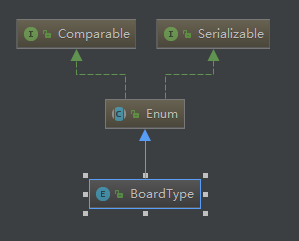 I Comparable
I Serializable
C Enum
E BoardType